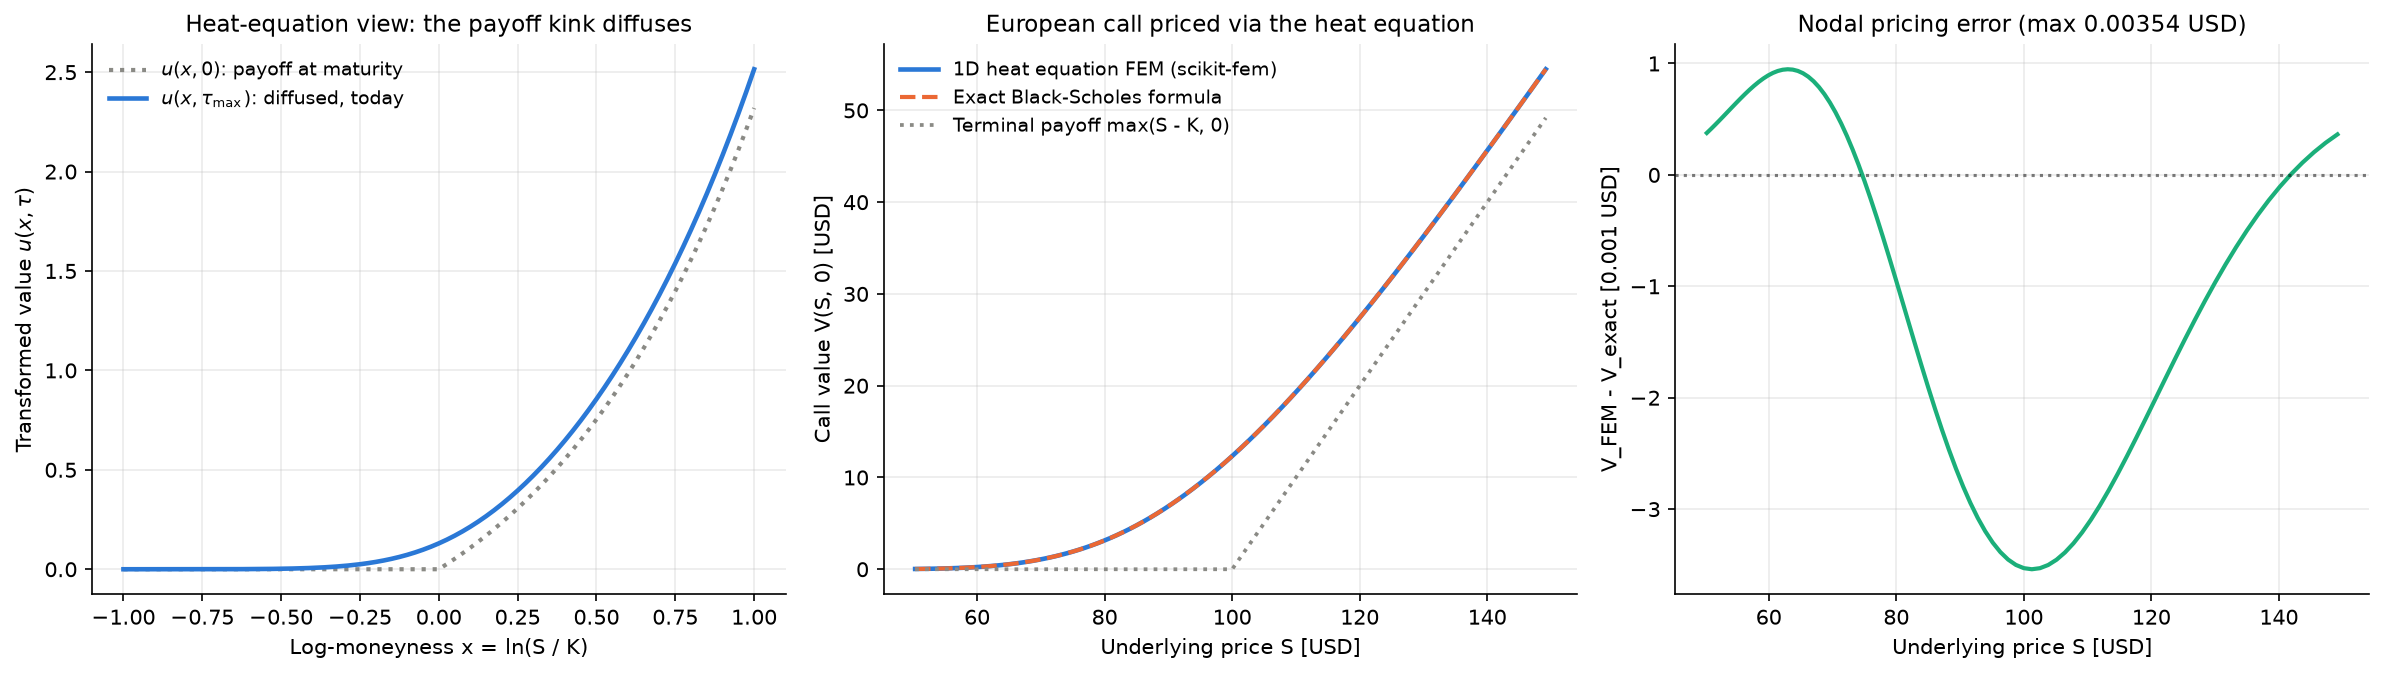 Heat-equation view: the payoff kink diffuses
u(x, 0): payoff at maturity
u(x, τmax): diffused, today
Transformed value u(x, τ)
2.5
2.0
1.5
1.0
0.5
0.0
−1.00 −0.75 −0.50 −0.25 0.00 0.25 0.50 0.75 1.00
Log-moneyness x = ln(S / K)
European call priced via the heat equation
1D heat equation FEM (scikit-fem)
Exact Black-Scholes formula
Terminal payoff max(S - K, 0)
Call value V(S, 0) [USD]
50
40
30
20
10
0
60 80 100 120 140
Underlying price S [USD]
Nodal pricing error (max 0.00354 USD)
V_FEM - V_exact [0.001 USD]
1
0
−1
−2
−3
60 80 100 120 140
Underlying price S [USD]